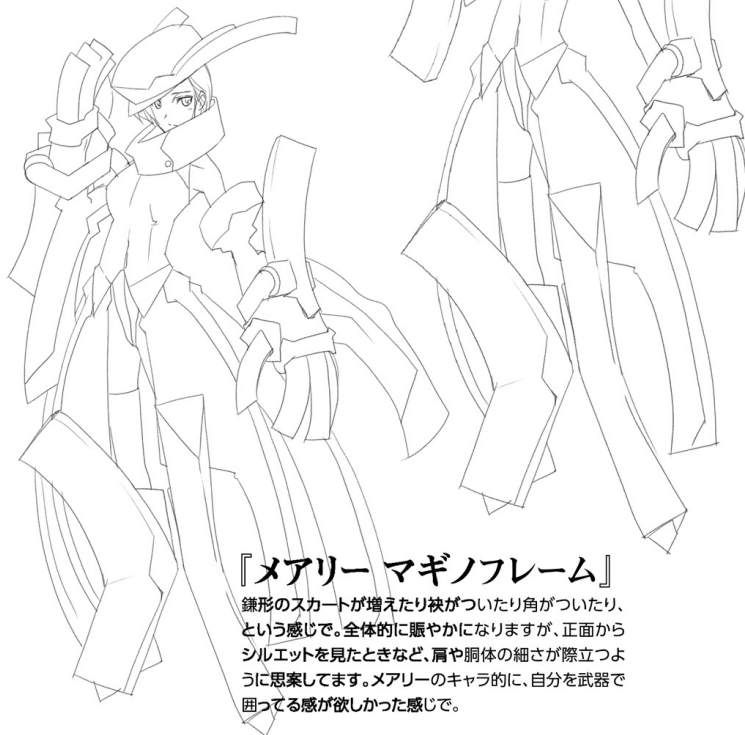 『メアリー マギノフレーム』
鎌形のスカートが増えたり袂がついたり角がついたり、
という感じで。全体的に賑やかになりますが、正面から
シルエットを見たときなど、肩や胴体の細さが際立つよ
うに思案してます。メアリーのキャラ的に、自分を武器で
囲ってる感が欲しかった感じで。